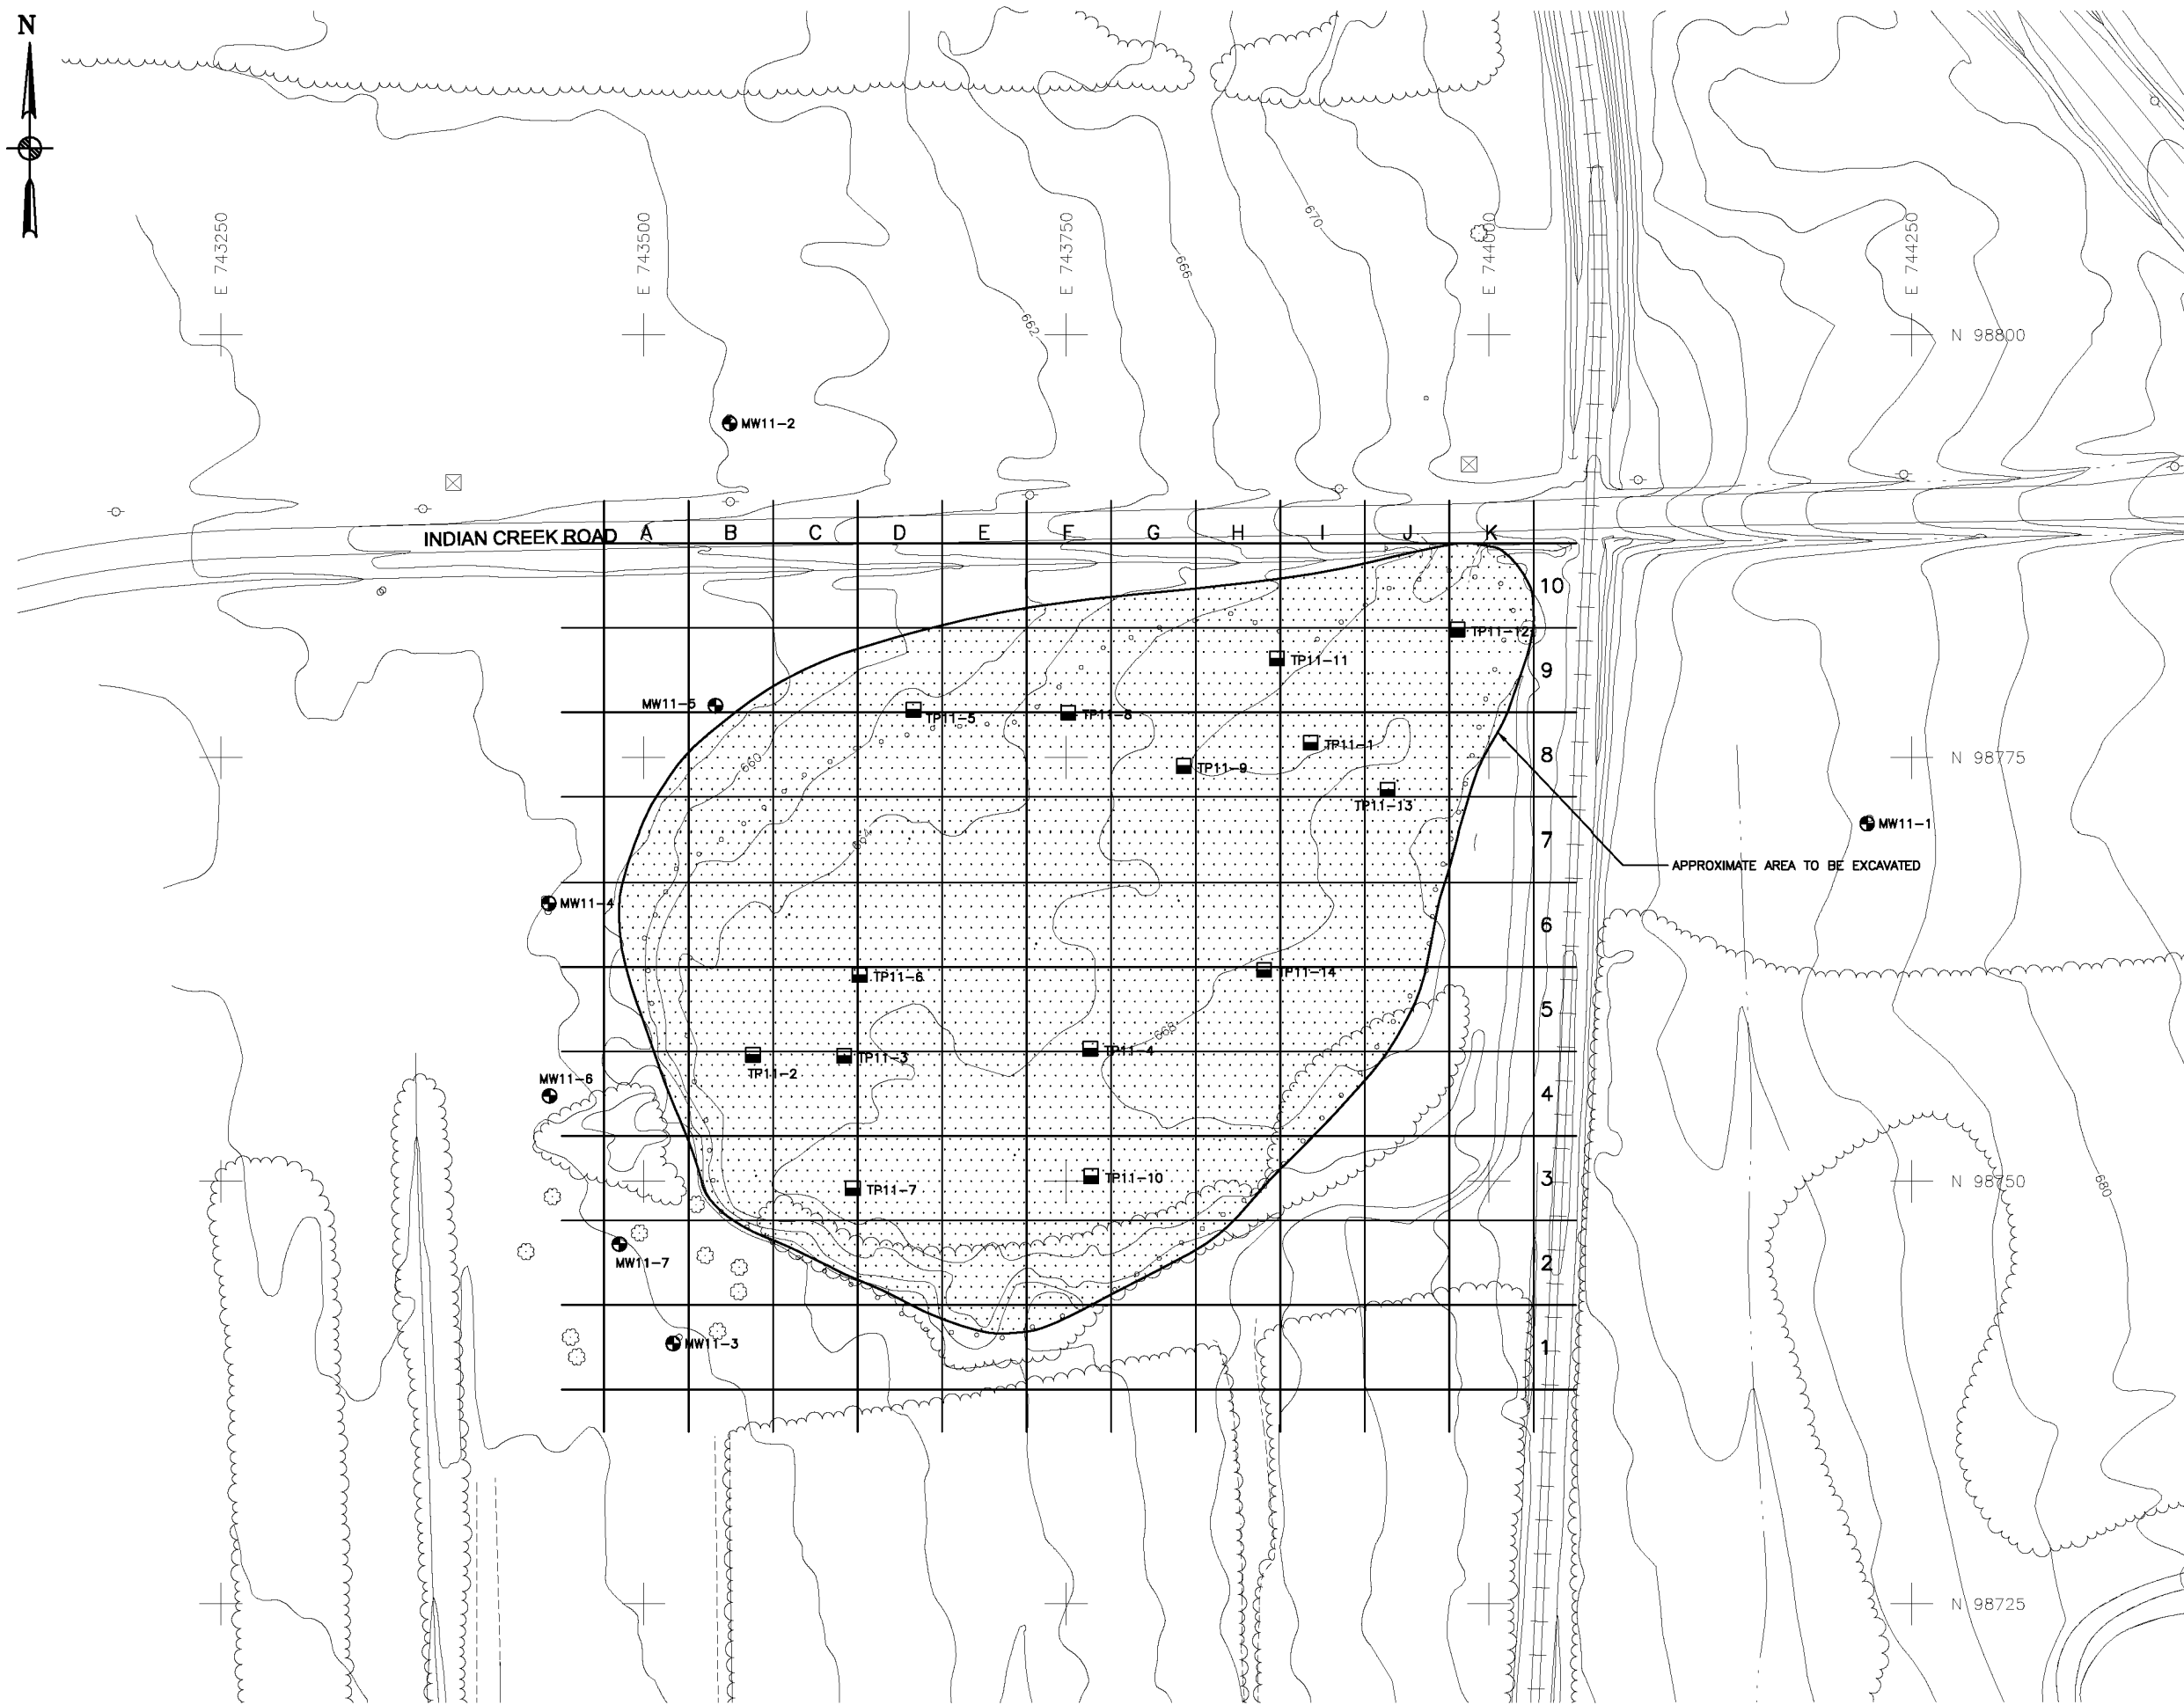 N
E 743250
E 743500
E 743750
E 744000
E 744250
670
666
662
N 98800
MW11-2
INDIAN CREEK ROAD
A B C D E F G H I J K
10
TP11-12
TP11-11
9
MW11-5
TP11-5
TP11-8
TP11-1
660
TP11-9
8
N 98775
TP11-13
MW11-1
664
7
APPROXIMATE AREA TO BE EXCAVATED
MW11-4
6
TP11-6
TP11-14
5
668
TP11-4
TP11-3
TP11-2
MW11-6
4
TP11-10
3
N 98750
TP11-7
680
MW11-7
2
MW11-3
1
N 98725